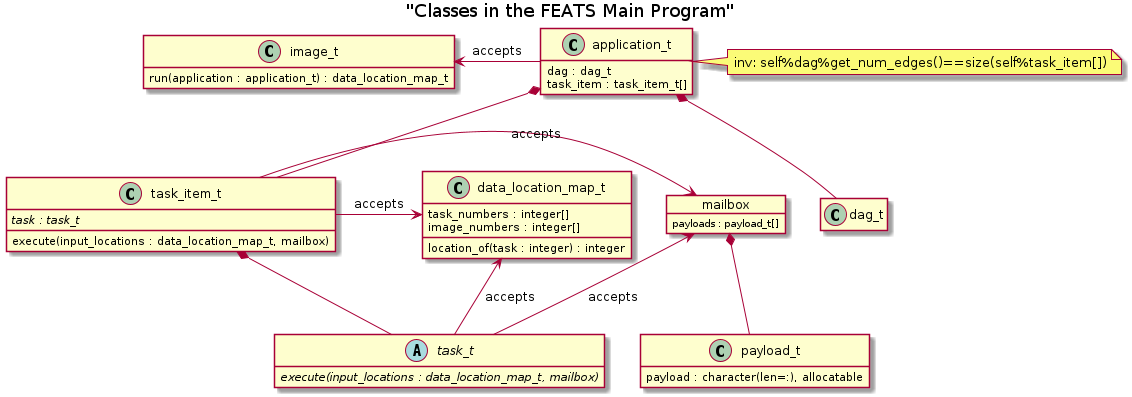 "Classes in the FEATS Main Program"
C image_t
run(application : application_t) : data_location_map_t
accepts
C application_t
dag : dag_t
task_item : task_item_t[]
inv: self%dag%get_num_edges()==size(self%task_item[])
accepts
C task_item_t
task : task_t
execute(input_locations : data_location_map_t, mailbox)
accepts
C data_location_map_t
task_numbers : integer[]
image_numbers : integer[]
location_of(task : integer) : integer
mailbox
payloads : payload_t[]
C dag_t
accepts
accepts
A task_t
execute(input_locations : data_location_map_t, mailbox)
C payload_t
payload : character(len=:), allocatable